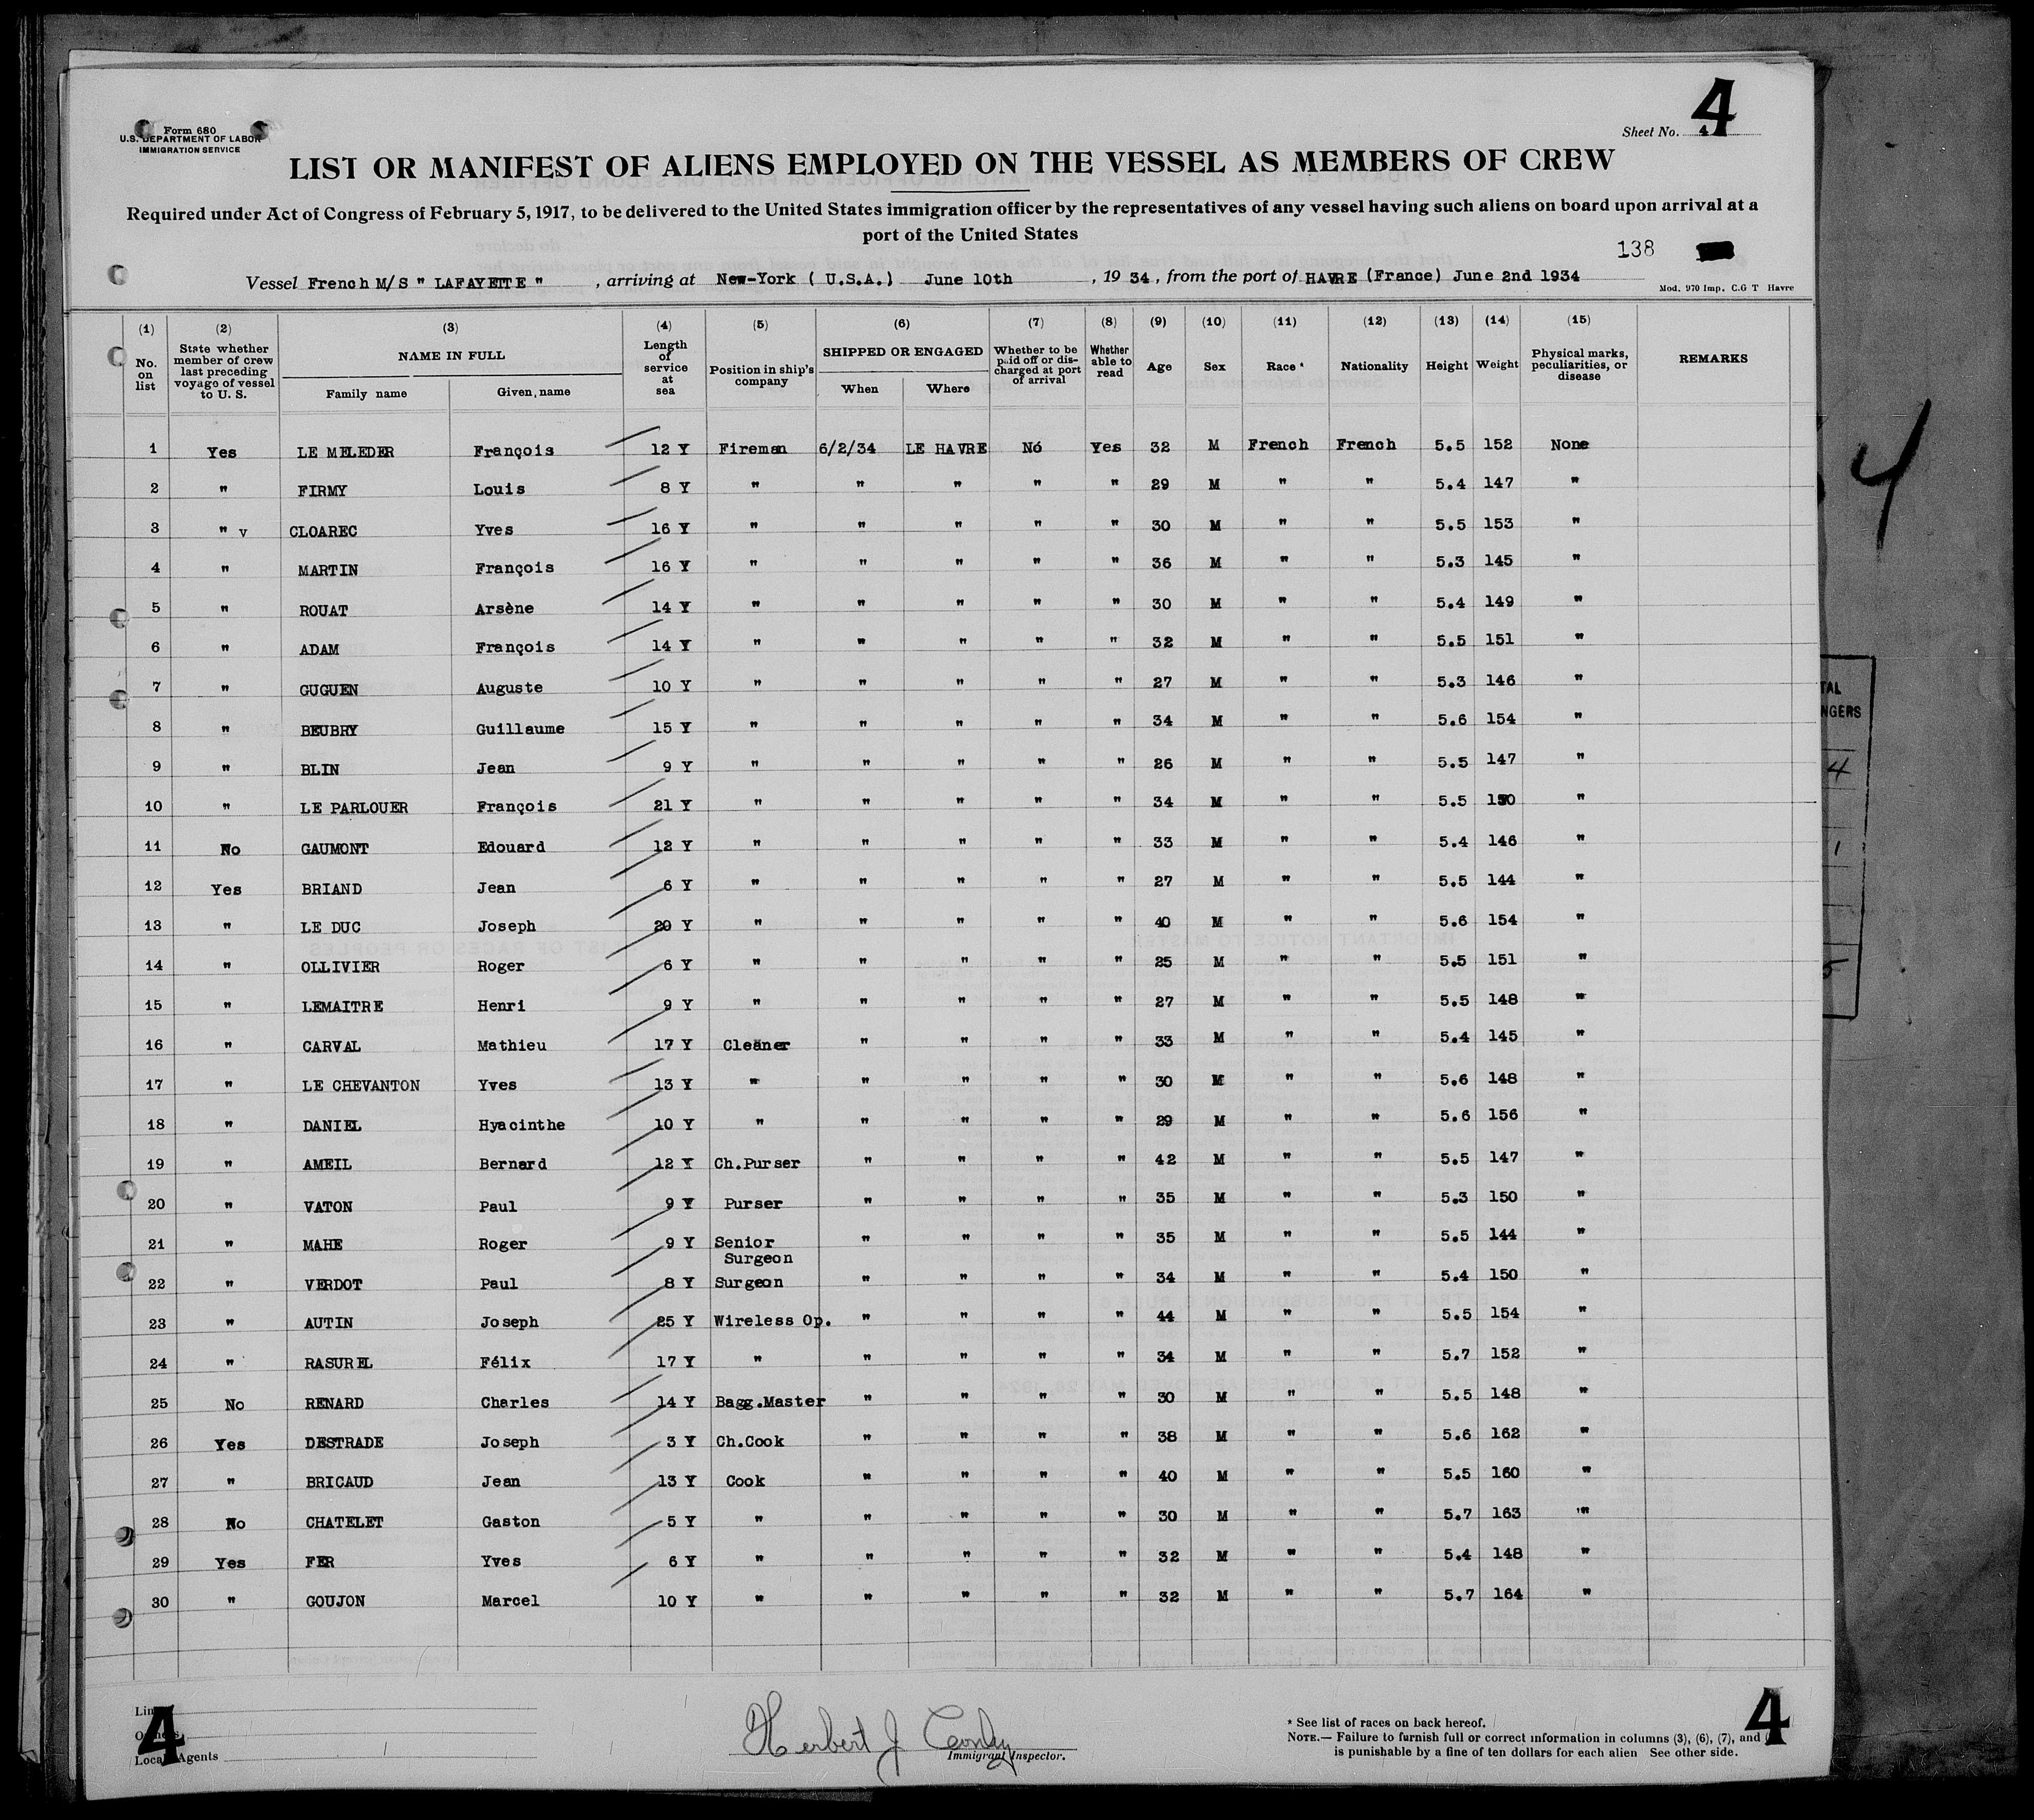 4
Form 680
U.S. DEPARTMENT OF LABOR
IMMIGRATION SERVICE
Sheet No. 4
LIST OR MANIFEST OF ALIENS EMPLOYED ON THE VESSEL AS MEMBERS OF CREW
Required under Act of Congress of February 5, 1917, to be delivered to the United States immigration officer by the representatives of any vessel having such aliens on board upon arrival at a
port of the United States
138
Vessel French M/S " LAFAYETTE " , arriving at New-York ( U.S.A.) June 10th , 19 34, from the port of HAVRE (France) June 2nd 1934
Mod. 970 Imp. C.G T Havre
(1) (2) (3) (4) (5) (6) (7) (8) (9) (10) (11) (12) (13) (14) (15)
No. on list State whether member of crew last preceding voyage of vessel to U. S. NAME IN FULL Family name Given name Length of service at sea Position in ship's company SHIPPED OR ENGAGED When Where Whether to be paid off or discharged at port of arrival Whether able to read Age Sex Race * Nationality Height Weight Physical marks, peculiarities, or disease REMARKS
1 Yes LE MELEDER François 12 Y Fireman 6/2/34 LE HAVRE No Yes 32 M French French 5.5 152 None
2 " FIRMY Louis 8 Y " " " " " 29 M " " 5.4 147 "
3 " v CLOAREC Yves 16 Y " " " " " 30 M " " 5.5 153 "
4 " MARTIN François 16 Y " " " " " 36 M " " 5.3 145 "
5 " ROUAT Arsène 14 Y " " " " " 30 M " " 5.4 149 "
6 " ADAM François 14 Y " " " " " 32 M " " 5.5 151 "
7 " GUGUEN Auguste 10 Y " " " " " 27 M " " 5.3 146 "
8 " BEUBRY Guillaume 15 Y " " " " " 34 M " " 5.6 154 "
9 " BLIN Jean 9 Y " " " " " 26 M " " 5.5 147 "
10 " LE PARLOUER François 21 Y " " " " " 34 M " " 5.5 150 "
11 No GAUMONT Edouard 12 Y " " " " " 33 M " " 5.4 146 "
12 Yes BRIAND Jean 6 Y " " " " " 27 M " " 5.5 144 "
13 " LE DUC Joseph 20 Y " " " " " 40 M " " 5.6 154 "
14 " OLLIVIER Roger 6 Y " " " " " 25 M " " 5.5 151 "
15 " LEMAITRE Henri 9 Y " " " " " 27 M " " 5.5 148 "
16 " CARVAL Mathieu 17 Y Cleaner " " " " 33 M " " 5.4 145 "
17 " LE CHEVANTON Yves 13 Y " " " " " 30 M " " 5.6 148 "
18 " DANIEL Hyacinthe 10 Y " " " " " 29 M " " 5.6 156 "
19 " AMEIL Bernard 12 Y Ch.Purser " " " " 42 M " " 5.5 147 "
20 " VATON Paul 9 Y Purser " " " " 35 M " " 5.3 150 "
21 " MAHE Roger 9 Y Senior Surgeon " " " " 35 M " " 5.5 144 "
22 " VERDOT Paul 8 Y Surgeon " " " " 34 M " " 5.4 150 "
23 " AUTIN Joseph 25 Y Wireless Op. " " " " 44 M " " 5.5 154 "
24 " RASUREL Félix 17 Y " " " " " 34 M " " 5.7 152 "
25 No RENARD Charles 14 Y Bagg.Master " " " " 30 M " " 5.5 148 "
26 Yes DESTRADE Joseph 3 Y Ch.Cook " " " " 38 M " " 5.6 162 "
27 " BRICAUD Jean 13 Y Cook " " " " 40 M " " 5.5 160 "
28 No CHATELET Gaston 5 Y " " " " " 30 M " " 5.7 163 "
29 Yes FER Yves 6 Y " " " " " 32 M " " 5.4 148 "
30 " GOUJON Marcel 10 Y " " " " " 32 M " " 5.7 164 "
4
Local Agents
Herbert J
Immigrant Inspector.
* See list of races on back hereof.
NOTE.— Failure to furnish full or correct information in columns (3), (6), (7), and
is punishable by a fine of ten dollars for each alien See other side.
4
4